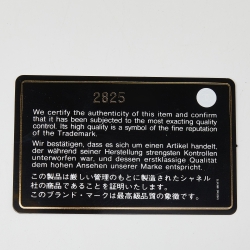 2825
We certify the authenticity of this item and confirm
that it has been subjected to the most exacting quality
control. Its high quality is a symbol of the fine reputation
of the Trademark.
Wir bestätigen, dass es sich um einen Artikel handelt,
der während seiner Herstellung strengsten Kontrollen
unterworfen war, und dessen erstklassige Qualität
dem hohen Ansehen unserer Marke entspricht.
この製品は厳しい管理のもとに製造されたシャネル
社の商品であることを証明いたします。
このブランド・マークは最高級品質の象徴です。